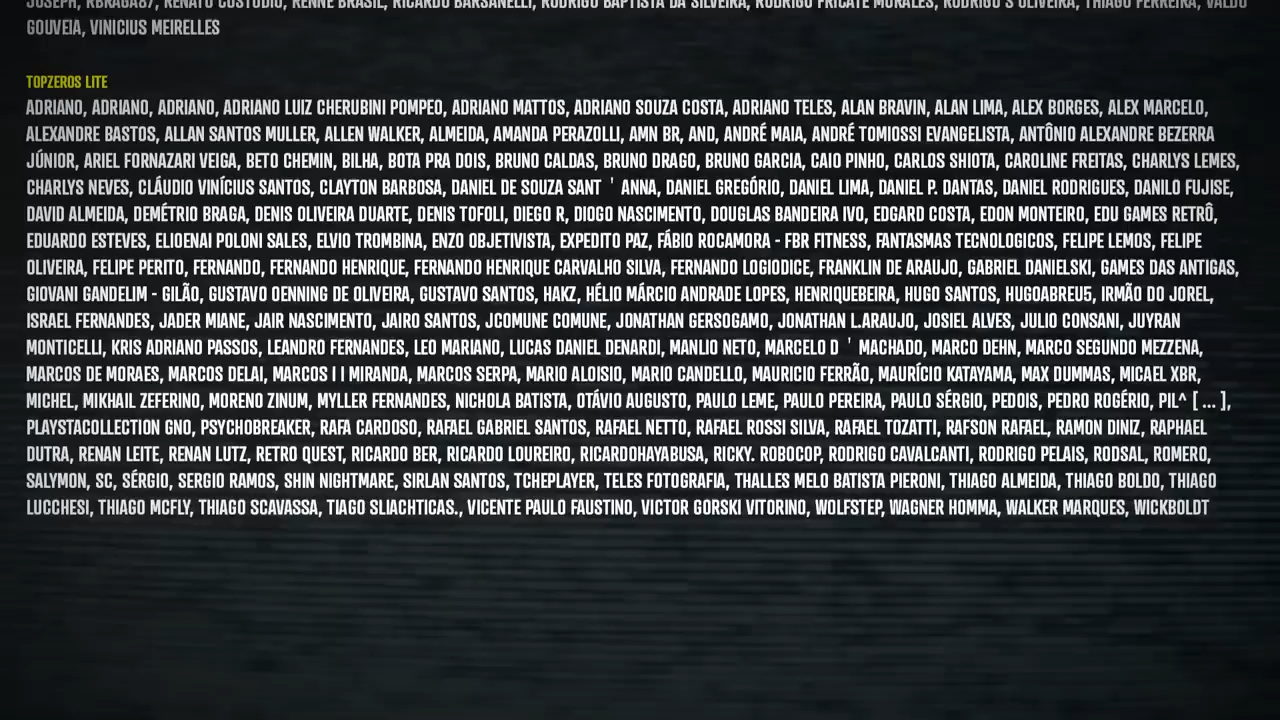 JOSEPH, RBRAGA87, RENATO CUSTODIO, RENNE BRASIL, RICARDO BARSANELLI, RODRIGO BAPTISTA DA SILVEIRA, RODRIGO FRICATE MORALES, RODRIGO S OLIVEIRA, THIAGO FERREIRA, VALDO
GOUVEIA, VINICIUS MEIRELLES
TOPZEROS LITE
ADRIANO, ADRIANO, ADRIANO, ADRIANO LUIZ CHERUBINI POMPEO, ADRIANO MATTOS, ADRIANO SOUZA COSTA, ADRIANO TELES, ALAN BRAVIN, ALAN LIMA, ALEX BORGES, ALEX MARCELO,
ALEXANDRE BASTOS, ALLAN SANTOS MULLER, ALLEN WALKER, ALMEIDA, AMANDA PERAZOLLI, AMN BR, AND, ANDRÉ MAIA, ANDRÉ TOMIOSSI EVANGELISTA, ANTÔNIO ALEXANDRE BEZERRA
JÚNIOR, ARIEL FORNAZARI VEIGA, BETO CHEMIN, BILHA, BOTA PRA DOIS, BRUNO CALDAS, BRUNO DRAGO, BRUNO GARCIA, CAIO PINHO, CARLOS SHIOTA, CAROLINE FREITAS, CHARLYS LEMES,
CHARLYS NEVES, CLÁUDIO VINÍCIUS SANTOS, CLAYTON BARBOSA, DANIEL DE SOUZA SANT ' ANNA, DANIEL GREGÓRIO, DANIEL LIMA, DANIEL P. DANTAS, DANIEL RODRIGUES, DANILO FUJISE,
DAVID ALMEIDA, DEMÉTRIO BRAGA, DENIS OLIVEIRA DUARTE, DENIS TOFOLI, DIEGO R, DIOGO NASCIMENTO, DOUGLAS BANDEIRA IVO, EDGARD COSTA, EDON MONTEIRO, EDU GAMES RETRÔ,
EDUARDO ESTEVES, ELIOENAI POLONI SALES, ELVIO TROMBINA, ENZO OBJETIVISTA, EXPEDITO PAZ, FÁBIO ROCAMORA - FBR FITNESS, FANTASMAS TECNOLOGICOS, FELIPE LEMOS, FELIPE
OLIVEIRA, FELIPE PERITO, FERNANDO, FERNANDO HENRIQUE, FERNANDO HENRIQUE CARVALHO SILVA, FERNANDO LOGIODICE, FRANKLIN DE ARAUJO, GABRIEL DANIELSKI, GAMES DAS ANTIGAS,
GIOVANI GANDELIM - GILÃO, GUSTAVO OENNING DE OLIVEIRA, GUSTAVO SANTOS, HAKZ, HÉLIO MÁRCIO ANDRADE LOPES, HENRIQUEBEIRA, HUGO SANTOS, HUGOABREU5, IRMÃO DO JOREL,
ISRAEL FERNANDES, JADER MIANE, JAIR NASCIMENTO, JAIRO SANTOS, JCOMUNE COMUNE, JONATHAN GERSOGAMO, JONATHAN L.ARAUJO, JOSIEL ALVES, JULIO CONSANI, JUYRAN
MONTICELLI, KRIS ADRIANO PASSOS, LEANDRO FERNANDES, LEO MARIANO, LUCAS DANIEL DENARDI, MANLIO NETO, MARCELO D ' MACHADO, MARCO DEHN, MARCO SEGUNDO MEZZENA,
MARCOS DE MORAES, MARCOS DELAI, MARCOS I I MIRANDA, MARCOS SERPA, MARIO ALOISIO, MARIO CANDELLO, MAURICIO FERRÃO, MAURÍCIO KATAYAMA, MAX DUMMAS, MICAEL XBR,
MICHEL, MIKHAIL ZEFERINO, MORENO ZINUM, MYLLER FERNANDES, NICHOLA BATISTA, OTÁVIO AUGUSTO, PAULO LEME, PAULO PEREIRA, PAULO SÉRGIO, PEDOIS, PEDRO ROGÉRIO, PIL^ [ ... ],
PLAYSTACOLLECTION GNO, PSYCHOBREAKER, RAFA CARDOSO, RAFAEL GABRIEL SANTOS, RAFAEL NETTO, RAFAEL ROSSI SILVA, RAFAEL TOZATTI, RAFSON RAFAEL, RAMON DINIZ, RAPHAEL
DUTRA, RENAN LEITE, RENAN LUTZ, RETRO QUEST, RICARDO BER, RICARDO LOUREIRO, RICARDOHAYABUSA, RICKY. ROBOCOP, RODRIGO CAVALCANTI, RODRIGO PELAIS, RODSAL, ROMERO,
SALYMON, SC, SÉRGIO, SERGIO RAMOS, SHIN NIGHTMARE, SIRLAN SANTOS, TCHEPLAYER, TELES FOTOGRAFIA, THALLES MELO BATISTA PIERONI, THIAGO ALMEIDA, THIAGO BOLDO, THIAGO
LUCCHESI, THIAGO MCFLY, THIAGO SCAVASSA, TIAGO SLIACHTICAS., VICENTE PAULO FAUSTINO, VICTOR GORSKI VITORINO, WOLFSTEP, WAGNER HOMMA, WALKER MARQUES, WICKBOLDT